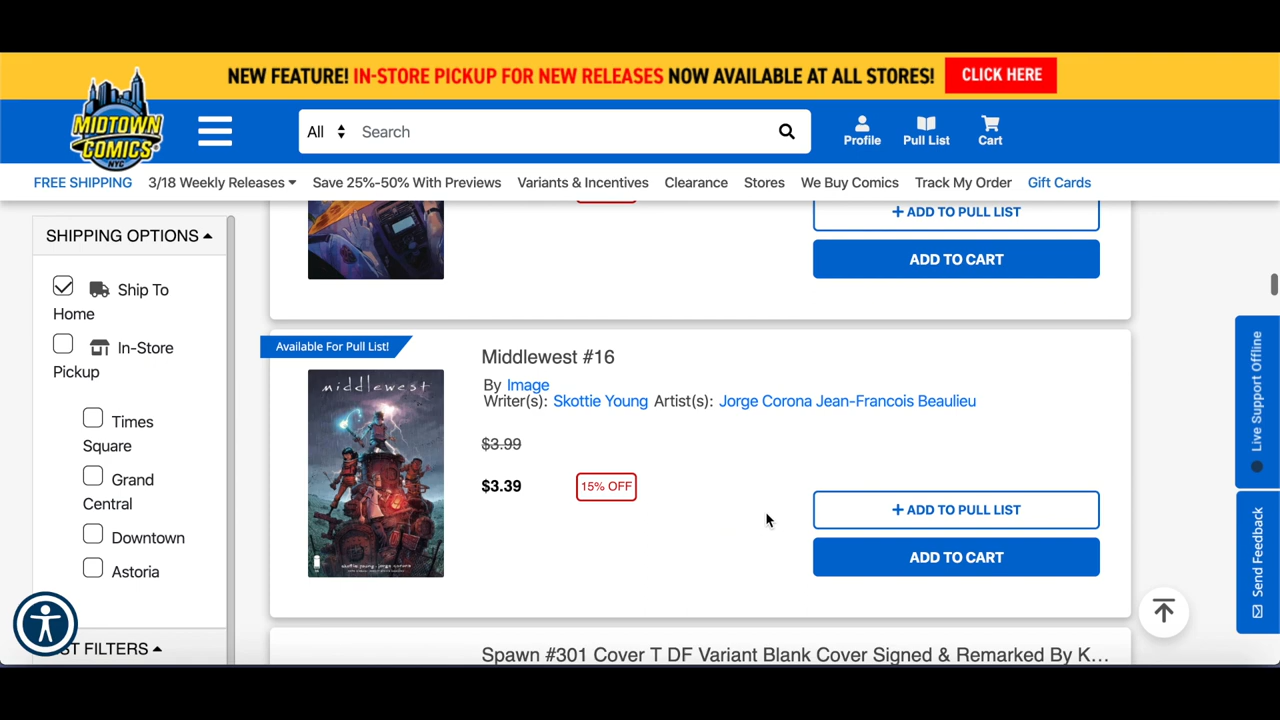 NEW FEATURE! IN-STORE PICKUP FOR NEW RELEASES NOW AVAILABLE AT ALL STORES! CLICK HERE
MIDTOWN
COMICS
NYC
All Search
Profile Pull List Cart
FREE SHIPPING 3/18 Weekly Releases Save 25%-50% With Previews Variants & Incentives Clearance Stores We Buy Comics Track My Order Gift Cards
SHIPPING OPTIONS
Ship To
Home
In-Store
Pickup
Times
Square
Grand
Central
Downtown
Astoria
ST FILTERS
+ ADD TO PULL LIST
ADD TO CART
Available For Pull List!
middlewest
skottie young jorge corona
Middlewest #16
By Image
Writer(s): Skottie Young Artist(s): Jorge Corona Jean-Francois Beaulieu
$3.99
$3.39 15% OFF
+ ADD TO PULL LIST
ADD TO CART
Spawn #301 Cover T DF Variant Blank Cover Signed & Remarked By K...
Live Support Offline
Send Feedback